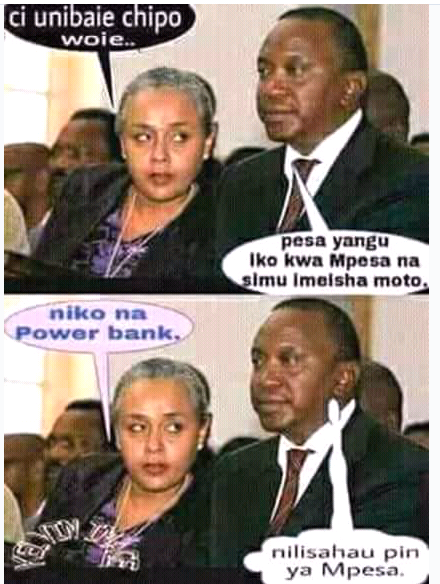 ci unibaie chipo
woie..
pesa yangu
iko kwa Mpesa na
simu imeisha moto.
niko na
Power bank.
nilisahau pin
ya Mpesa.